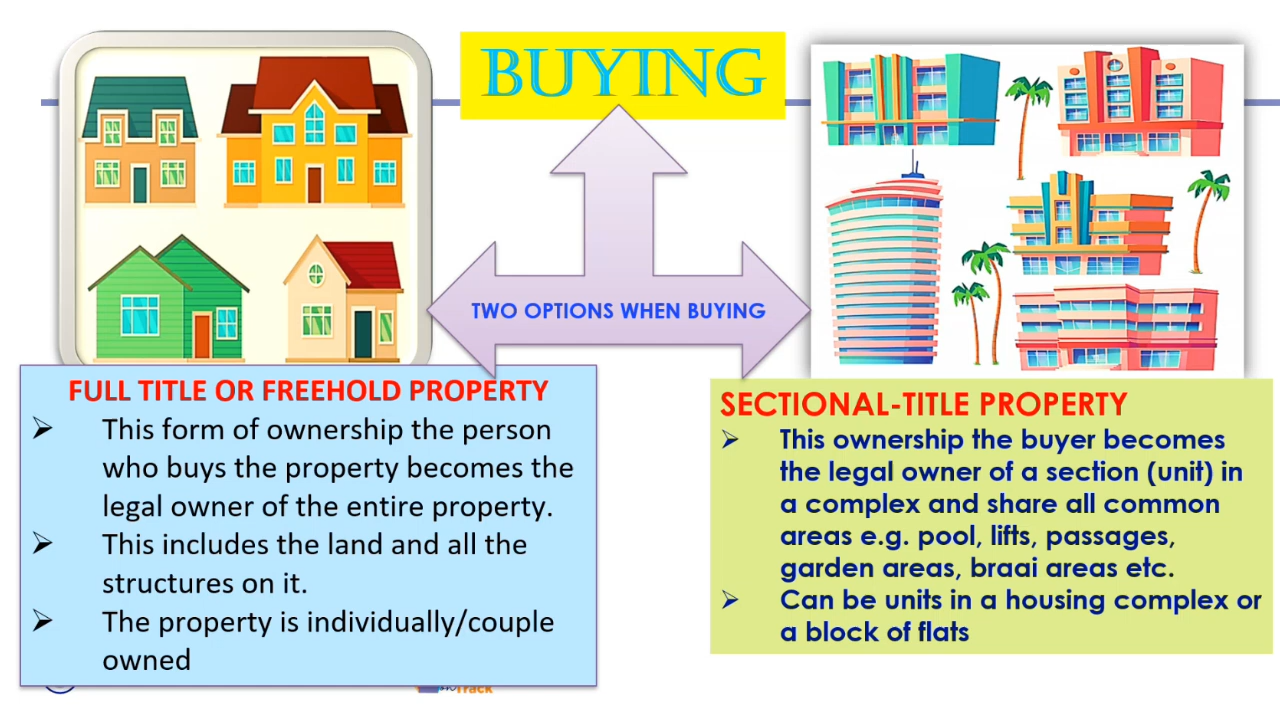 BUYING
TWO OPTIONS WHEN BUYING
FULL TITLE OR FREEHOLD PROPERTY
➢ This form of ownership the person
who buys the property becomes the
legal owner of the entire property.
➢ This includes the land and all the
structures on it.
➢ The property is individually/couple
owned
SECTIONAL-TITLE PROPERTY
➢ This ownership the buyer becomes
the legal owner of a section (unit) in
a complex and share all common
areas e.g. pool, lifts, passages,
garden areas, braai areas etc.
➢ Can be units in a housing complex or
a block of flats
Track